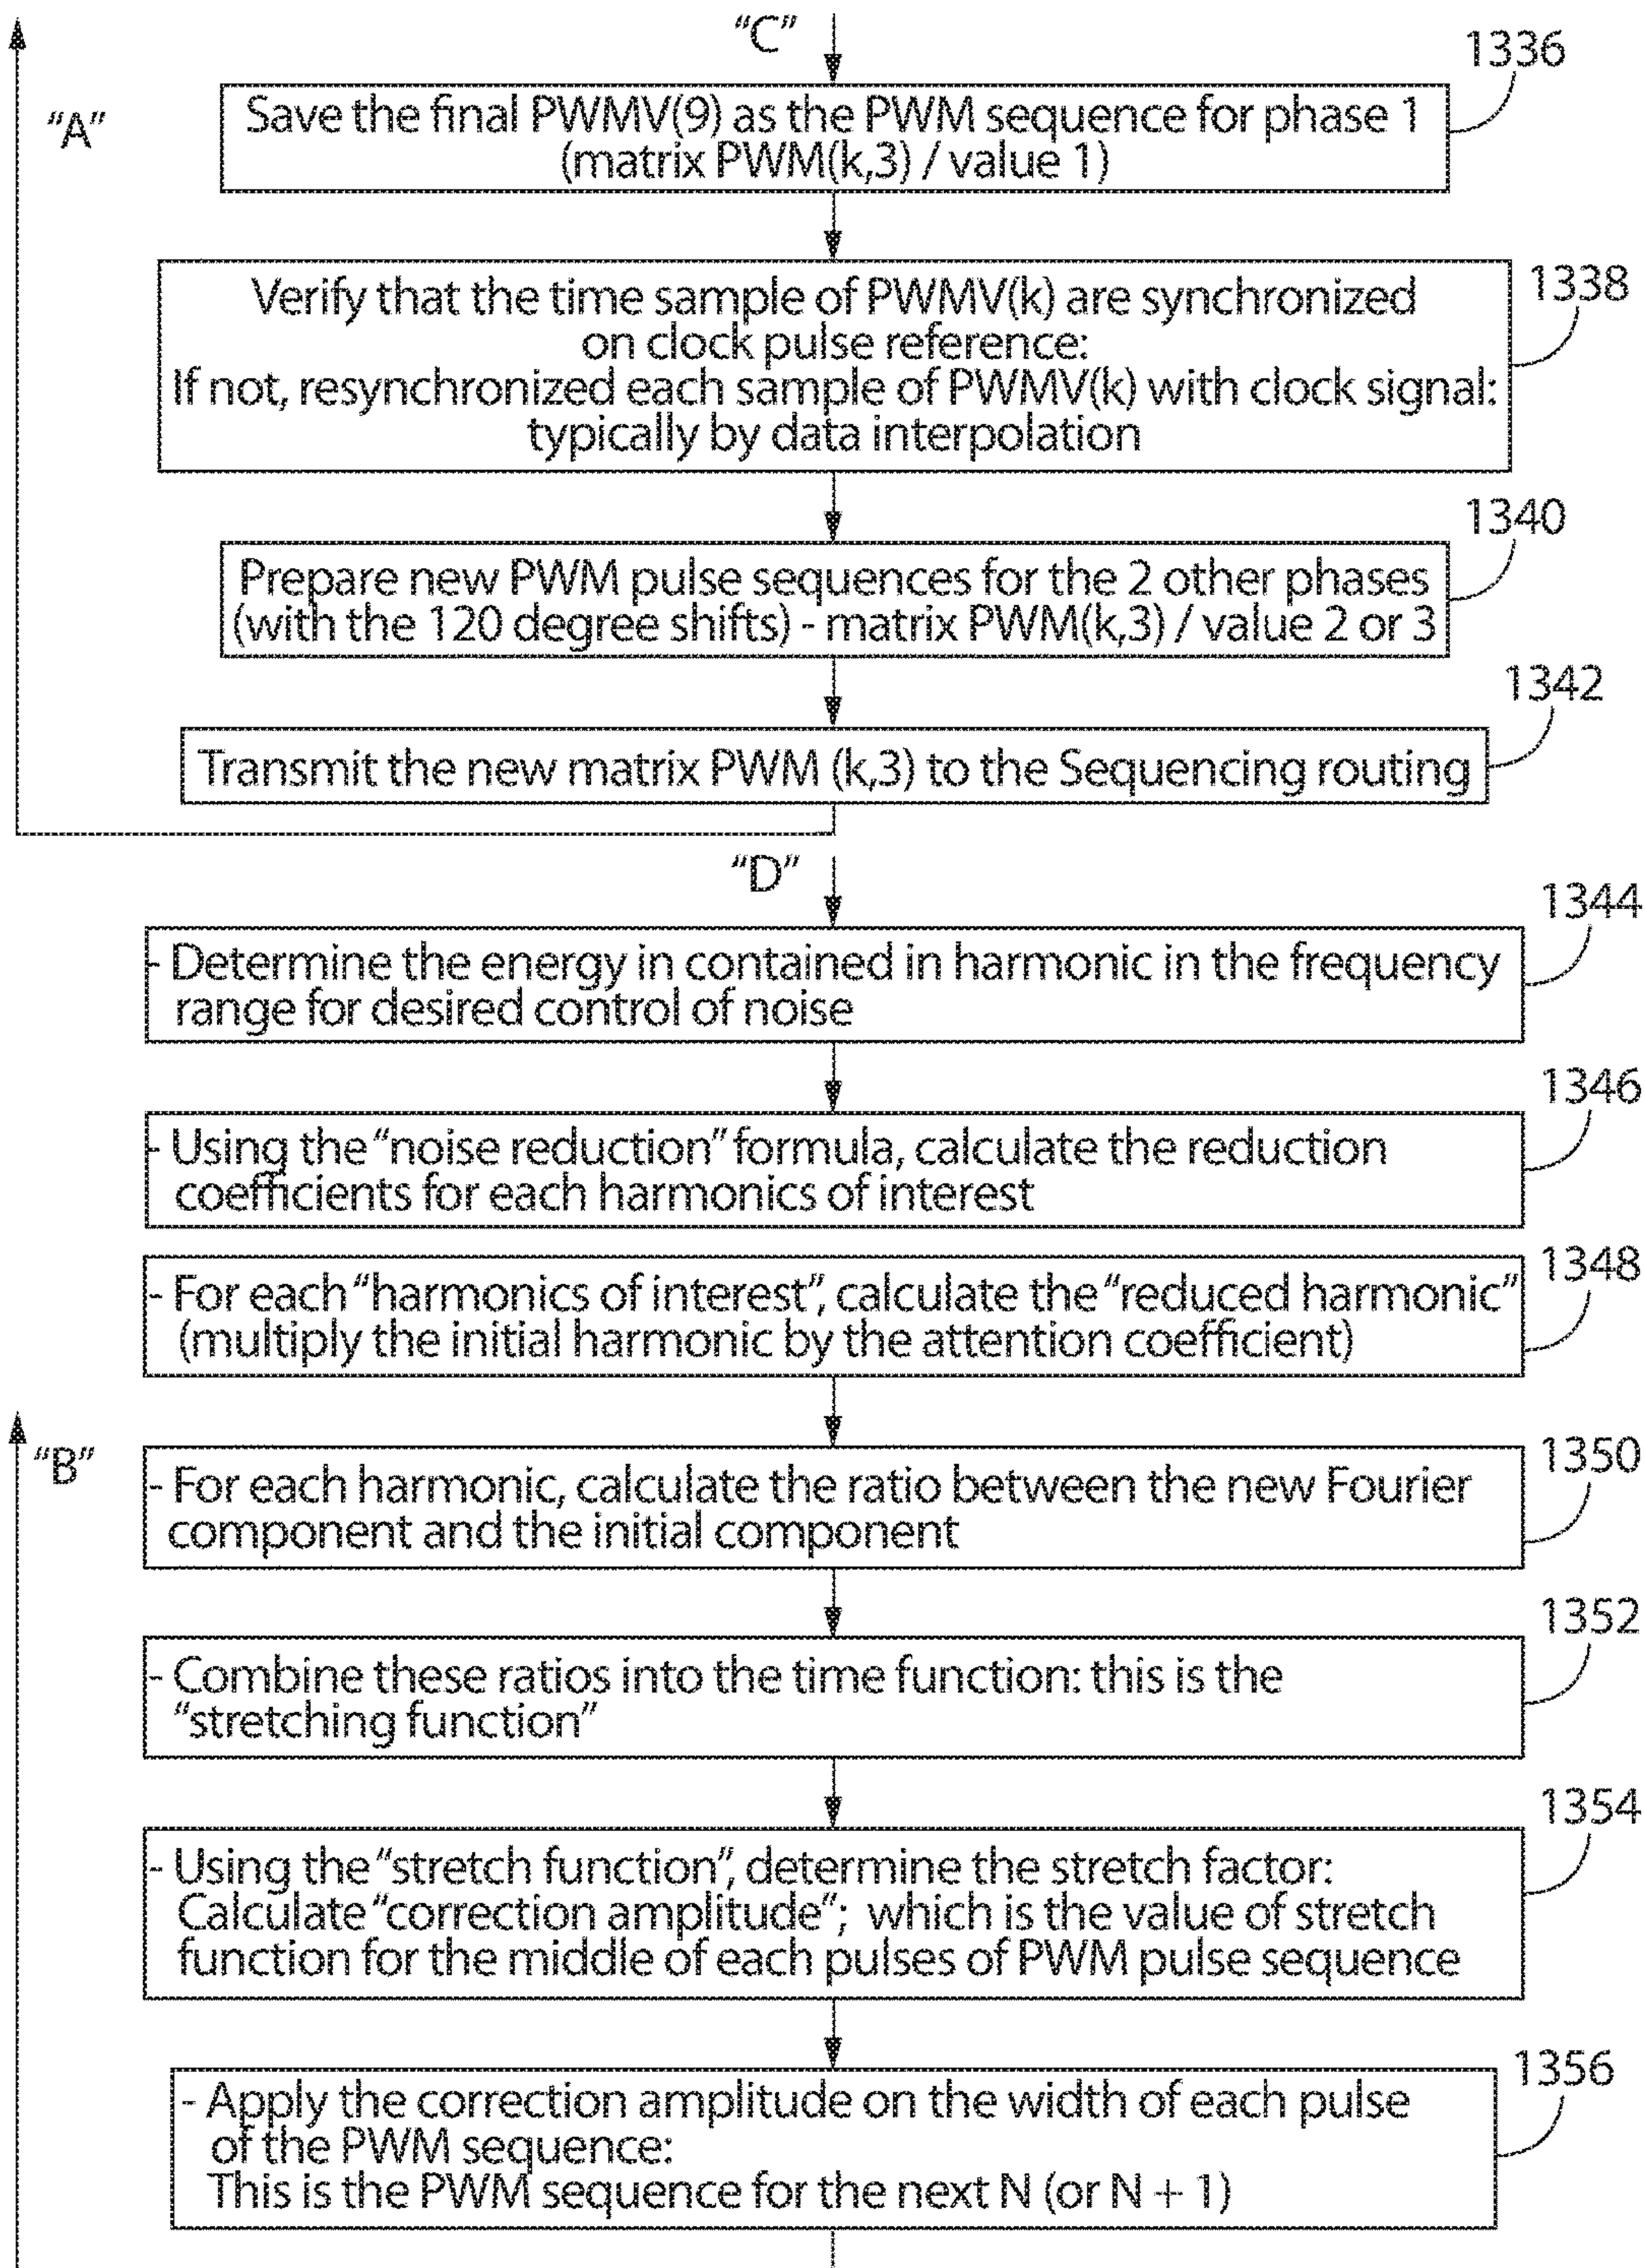 "C"
1336
"A"
Save the final PWMV(9) as the PWM sequence for phase 1
(matrix PWM(k,3) / value 1)
1338
Verify that the time sample of PWMV(k) are synchronized
on clock pulse reference:
If not, resynchronized each sample of PWMV(k) with clock signal:
typically by data interpolation
1340
Prepare new PWM pulse sequences for the 2 other phases
(with the 120 degree shifts) - matrix PWM(k,3) / value 2 or 3
1342
Transmit the new matrix PWM (k,3) to the Sequencing routing
"D"
1344
- Determine the energy in contained in harmonic in the frequency
range for desired control of noise
1346
- Using the "noise reduction" formula, calculate the reduction
coefficients for each harmonics of interest
1348
- For each "harmonics of interest", calculate the "reduced harmonic"
(multiply the initial harmonic by the attention coefficient)
"B"
1350
- For each harmonic, calculate the ratio between the new Fourier
component and the initial component
1352
- Combine these ratios into the time function: this is the
"stretching function"
1354
- Using the "stretch function", determine the stretch factor:
Calculate "correction amplitude"; which is the value of stretch
function for the middle of each pulses of PWM pulse sequence
1356
- Apply the correction amplitude on the width of each pulse
of the PWM sequence:
This is the PWM sequence for the next N (or N + 1)